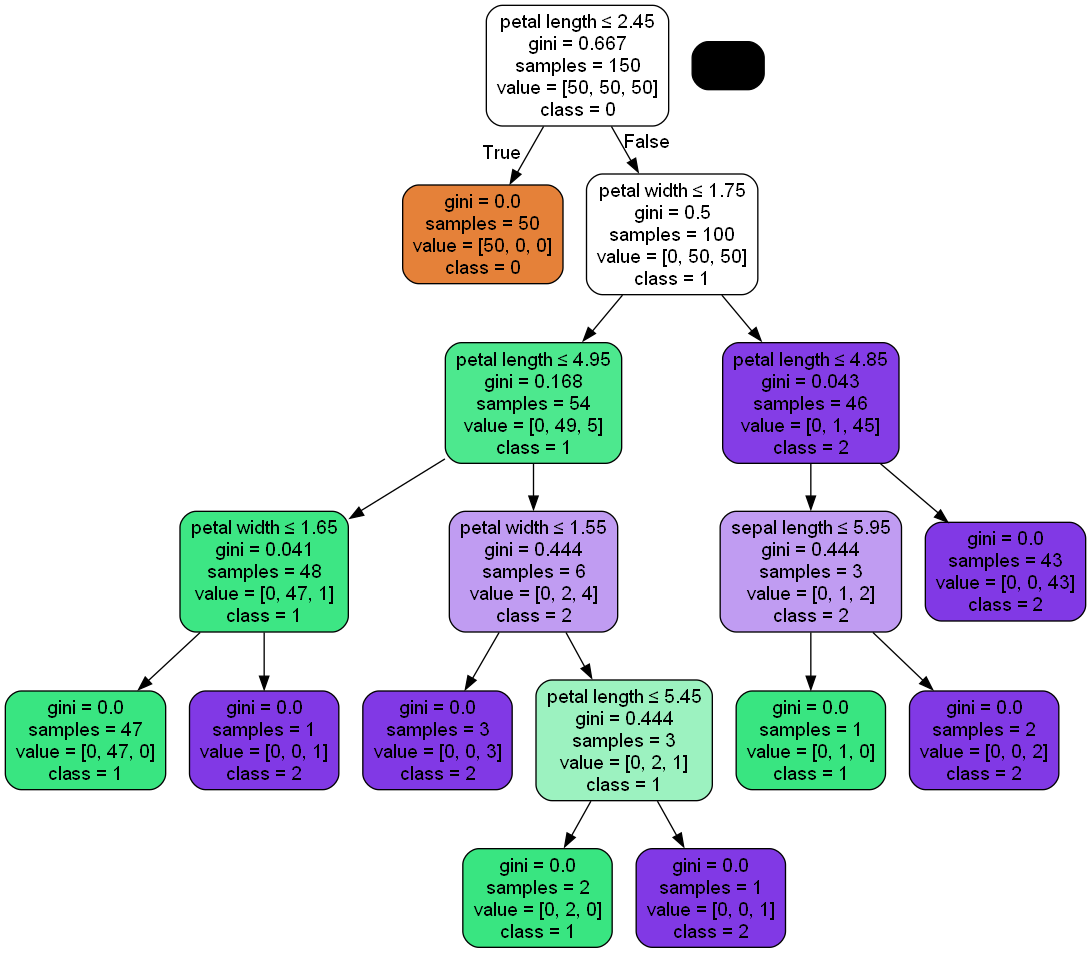 petal length ≤ 2.45
gini = 0.667
samples = 150
value = [50, 50, 50]
class = 0
True
False
gini = 0.0
samples = 50
value = [50, 0, 0]
class = 0
petal width ≤ 1.75
gini = 0.5
samples = 100
value = [0, 50, 50]
class = 1
petal length ≤ 4.95
gini = 0.168
samples = 54
value = [0, 49, 5]
class = 1
petal length ≤ 4.85
gini = 0.043
samples = 46
value = [0, 1, 45]
class = 2
petal width ≤ 1.65
gini = 0.041
samples = 48
value = [0, 47, 1]
class = 1
petal width ≤ 1.55
gini = 0.444
samples = 6
value = [0, 2, 4]
class = 2
sepal length ≤ 5.95
gini = 0.444
samples = 3
value = [0, 1, 2]
class = 2
gini = 0.0
samples = 43
value = [0, 0, 43]
class = 2
gini = 0.0
samples = 47
value = [0, 47, 0]
class = 1
gini = 0.0
samples = 1
value = [0, 0, 1]
class = 2
gini = 0.0
samples = 3
value = [0, 0, 3]
class = 2
petal length ≤ 5.45
gini = 0.444
samples = 3
value = [0, 2, 1]
class = 1
gini = 0.0
samples = 1
value = [0, 1, 0]
class = 1
gini = 0.0
samples = 2
value = [0, 0, 2]
class = 2
gini = 0.0
samples = 2
value = [0, 2, 0]
class = 1
gini = 0.0
samples = 1
value = [0, 0, 1]
class = 2